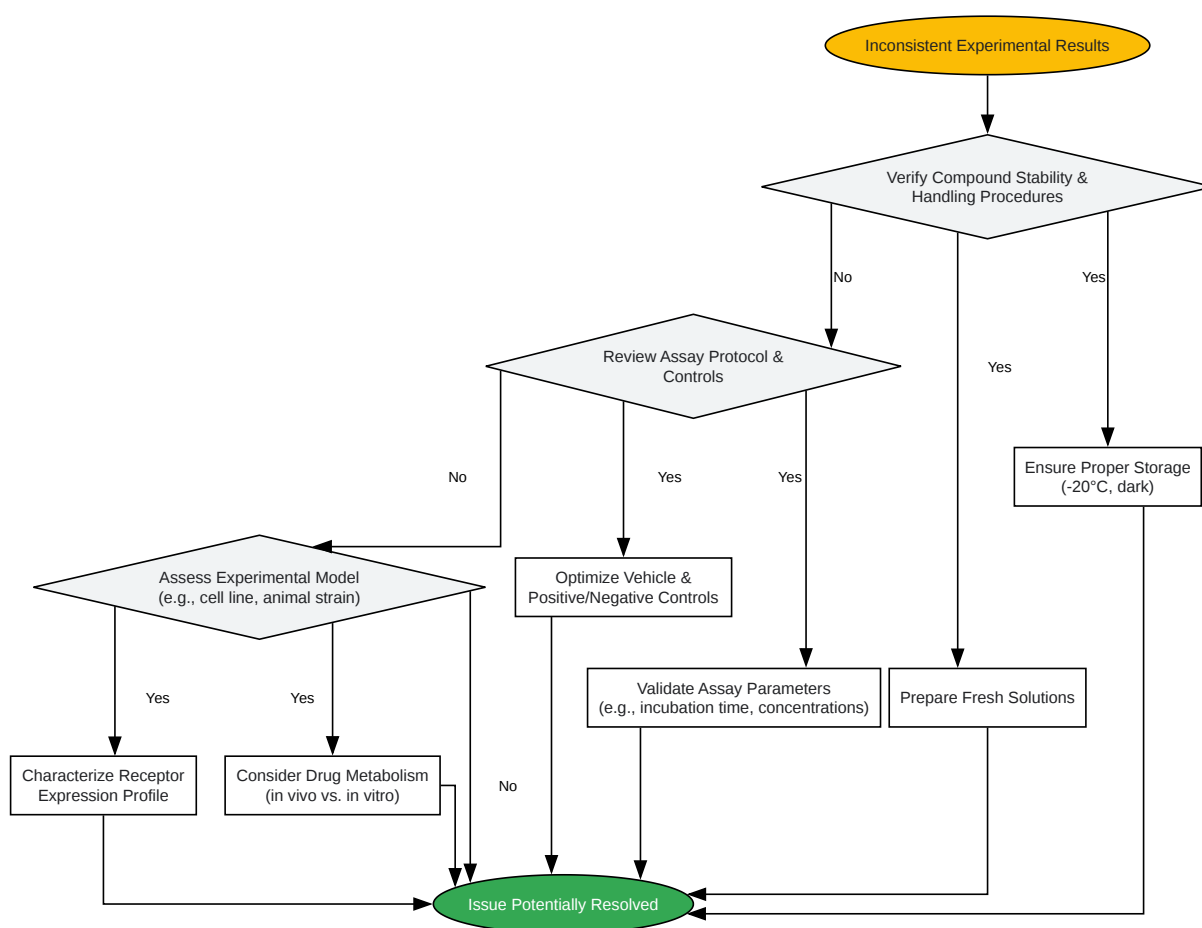 Inconsistent Experimental Results
Verify Compound Stability &
Handling Procedures
No
Yes
Review Assay Protocol &
Controls
Yes
No
Yes
Yes
Ensure Proper Storage
(-20°C, dark)
Assess Experimental Model
(e.g., cell line, animal strain)
Optimize Vehicle &
Positive/Negative Controls
Yes
Yes
Validate Assay Parameters
(e.g., incubation time, concentrations)
Prepare Fresh Solutions
Characterize Receptor
Expression Profile
Consider Drug Metabolism
(in vivo vs. in vitro)
No
Issue Potentially Resolved